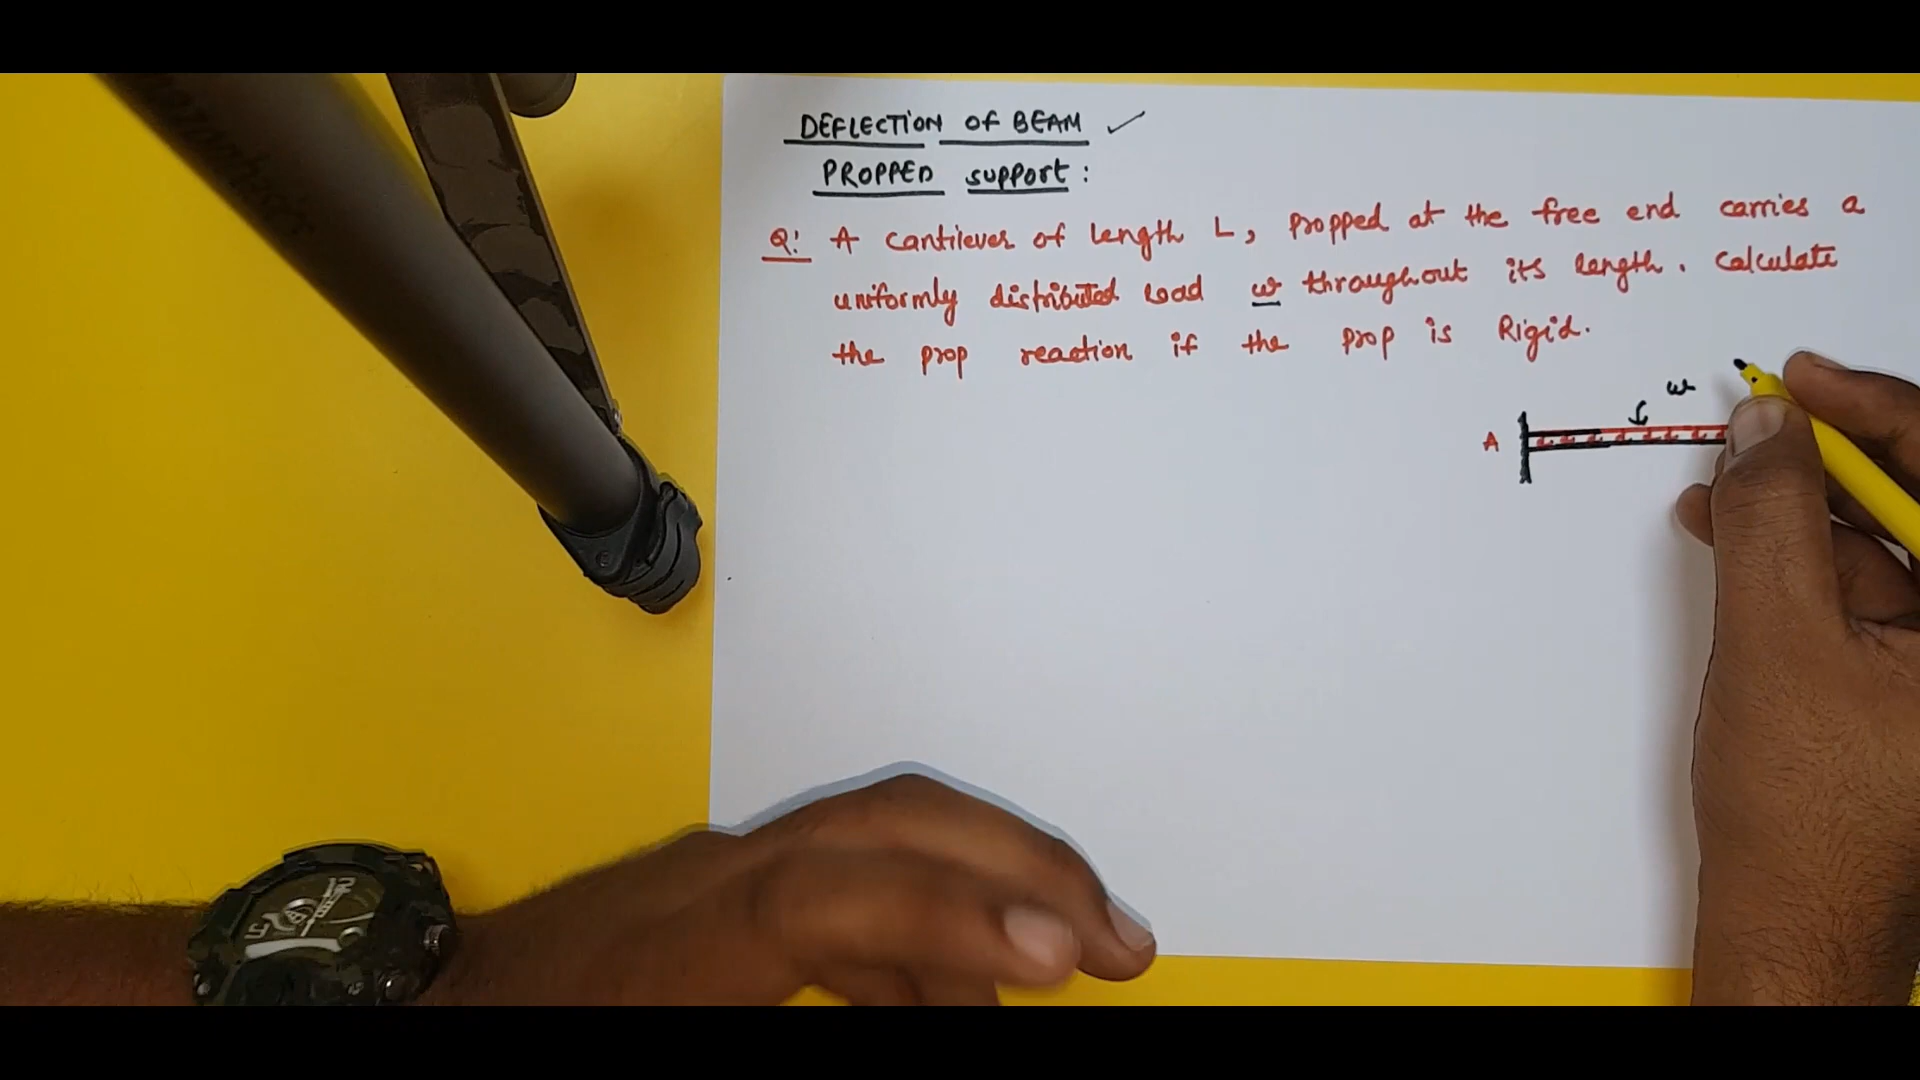 DEFLECTION OF BEAM
PROPPED support :
Q: A cantilever of length L, propped at the free end carries a
uniformly distributed load w throughout its length. Calculate
the prop reaction if the prop is Rigid.
w
A